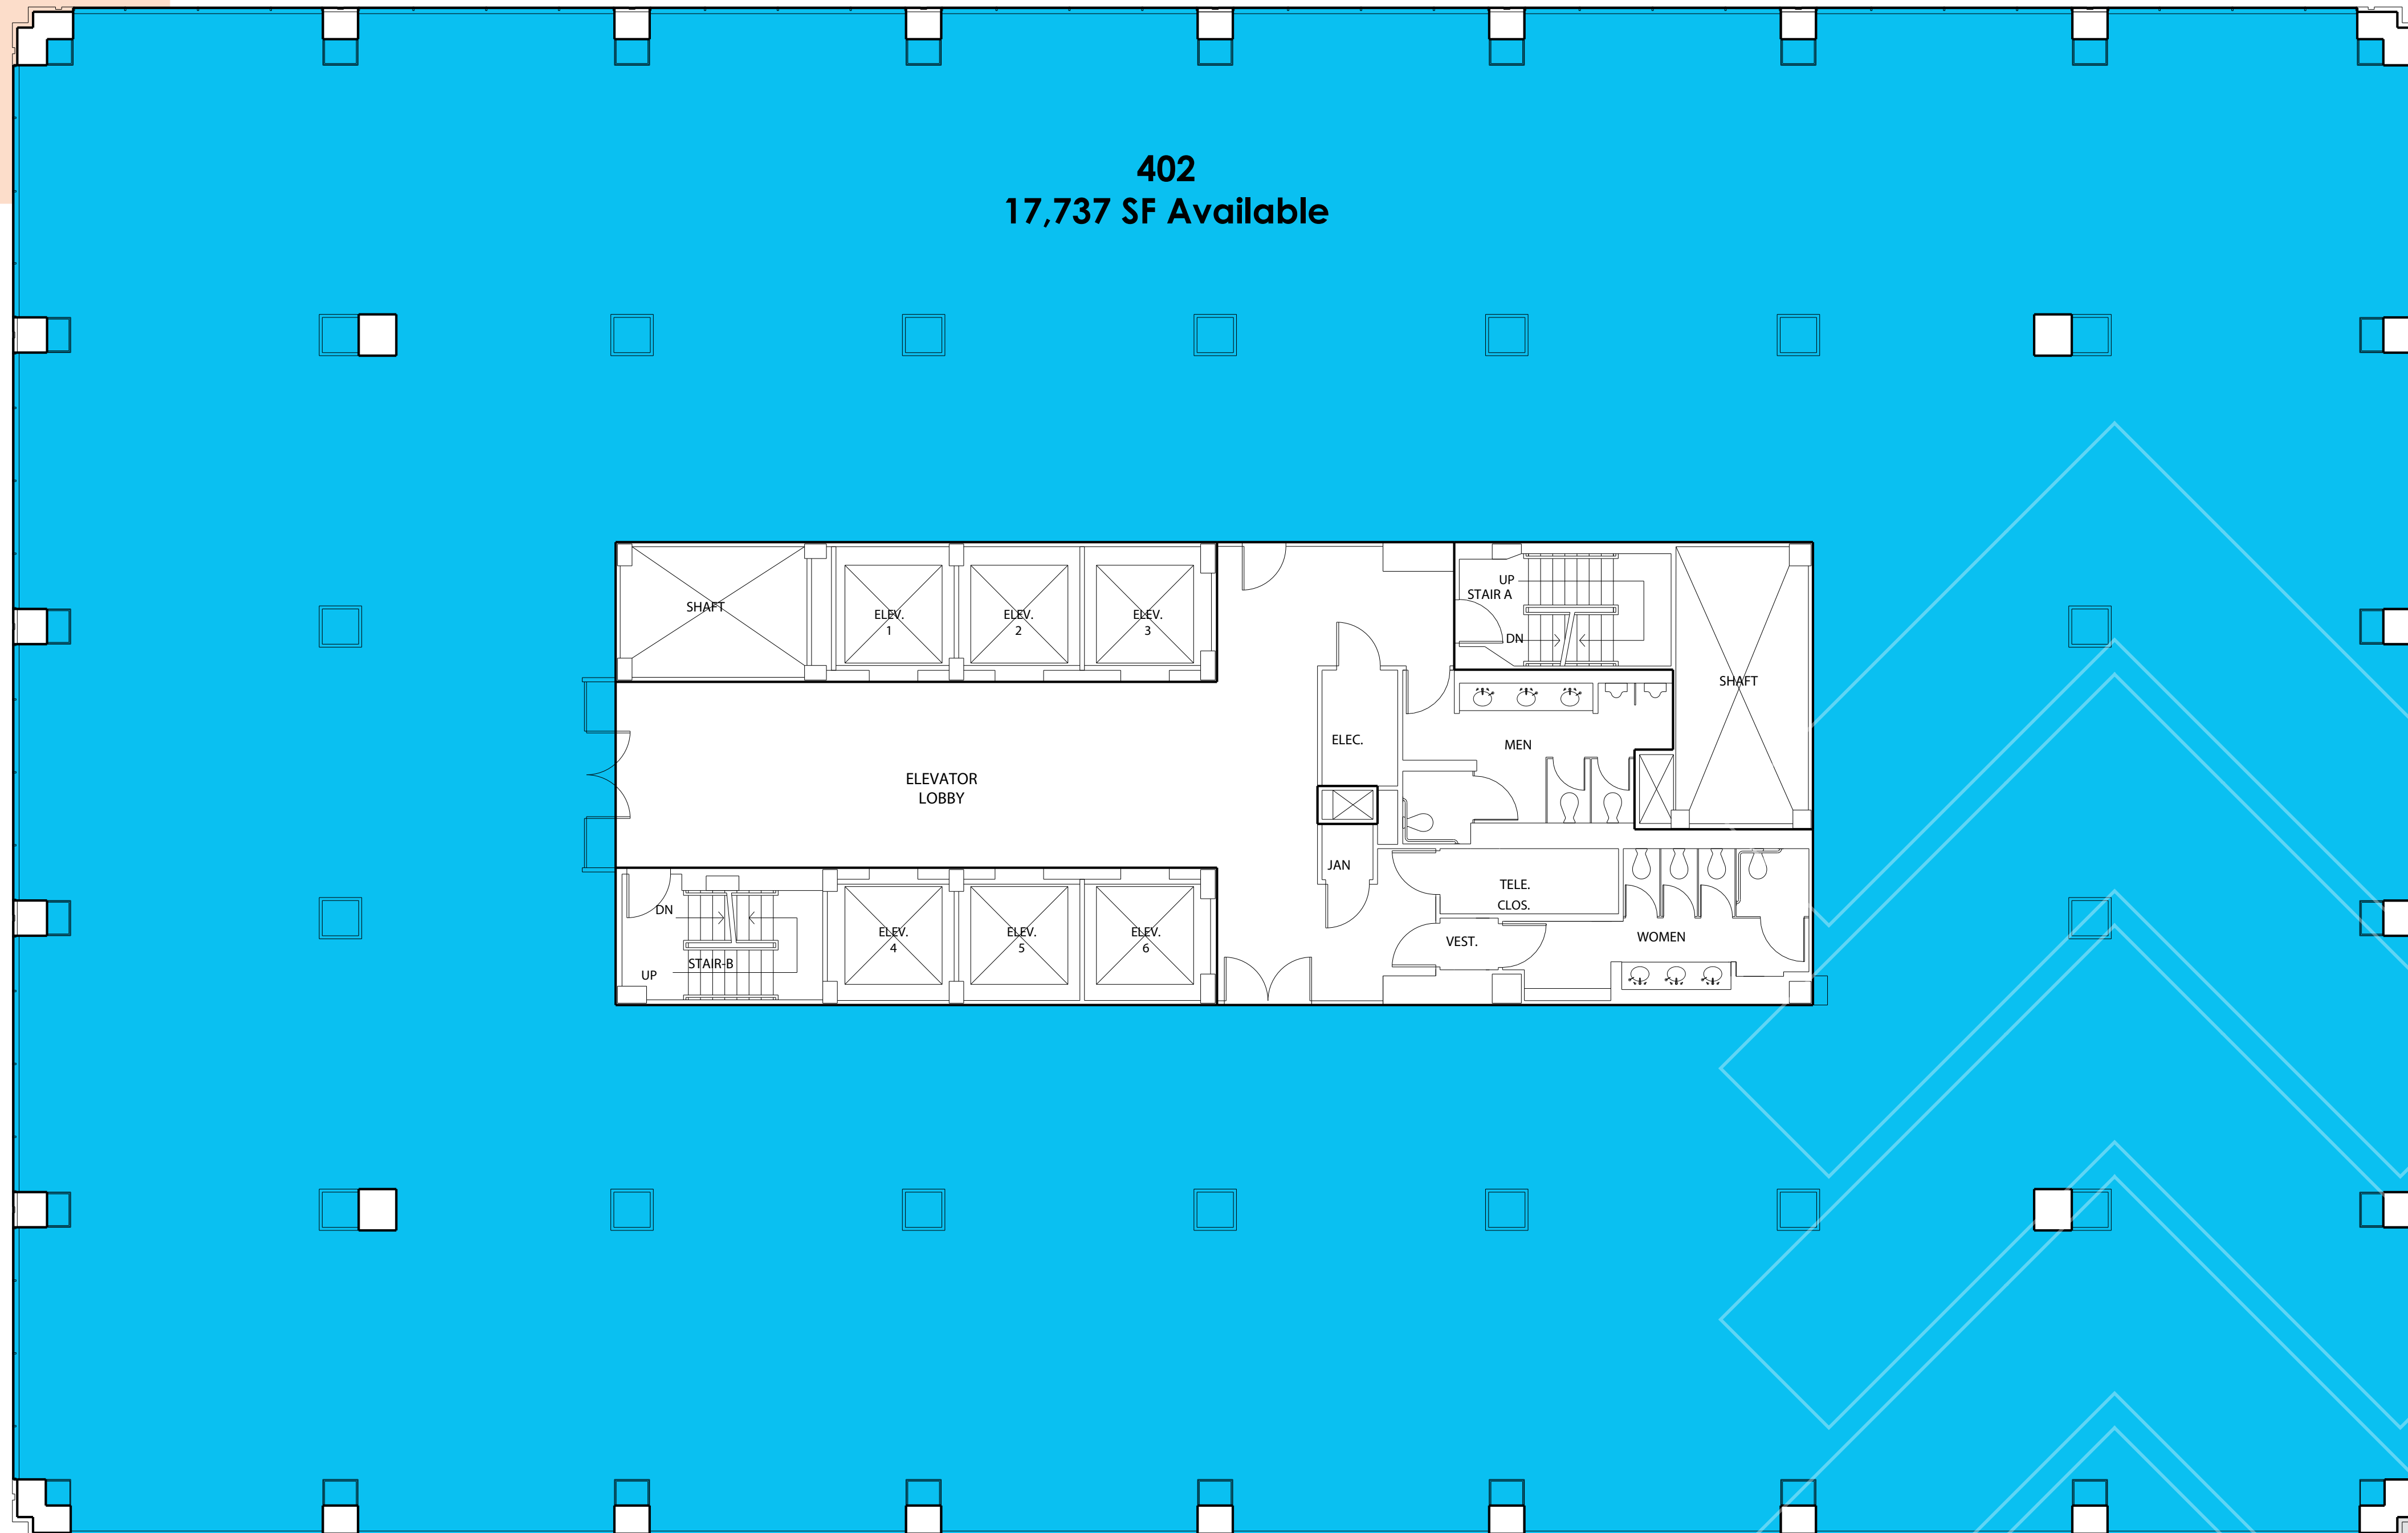 402
17,737 SF Available
SHAFT
ELEV.
1
ELEV.
2
ELEV.
3
UP
STAIR A
DN
SHAFT
ELEC.
MEN
ELEVATOR
LOBBY
JAN
TELE.
CLOS.
DN
STAIR-B
UP
ELEV.
4
ELEV.
5
ELEV.
6
VEST.
WOMEN